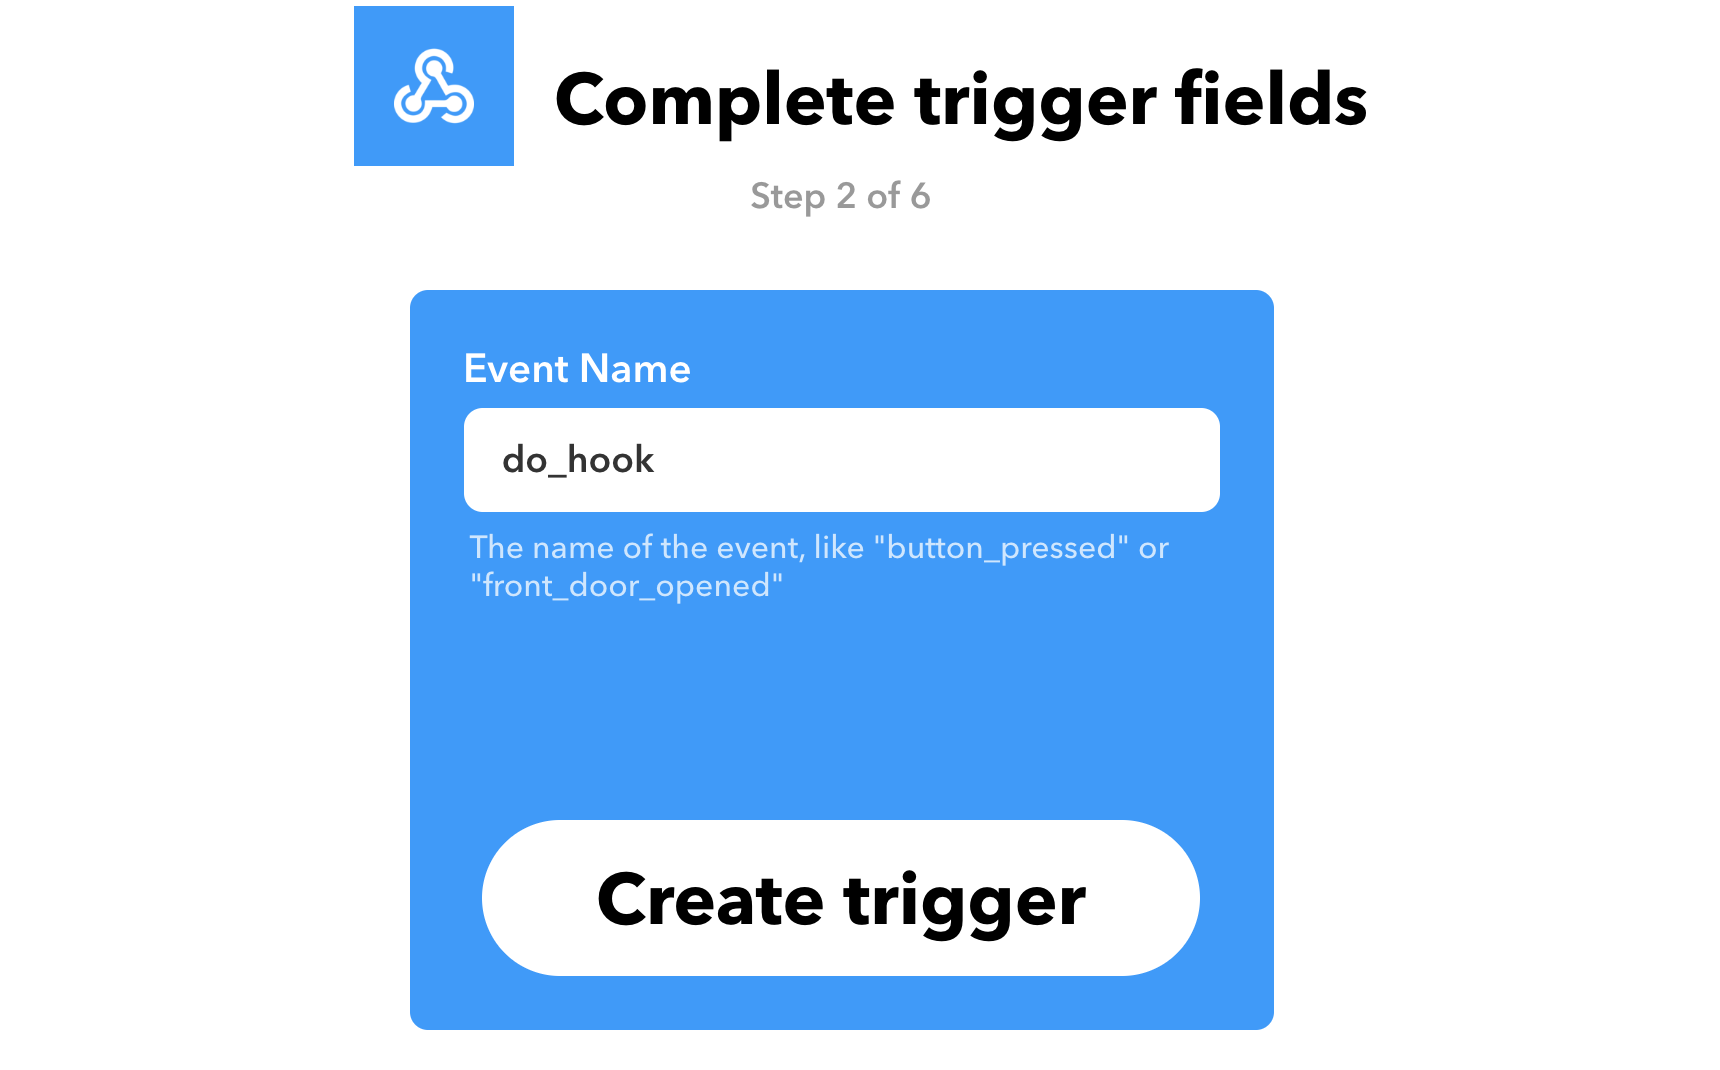 Complete trigger fields
Step 2 of 6
Event Name
do_hook
The name of the event, like "button_pressed" or
"front_door_opened"
Create trigger